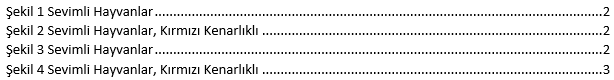 Şekil 1 Sevimli Hayvanlar.......................................................................................................................2
Şekil 2 Sevimli Hayvanlar, Kırmızı Kenarlıklı ...........................................................................................2
Şekil 3 Sevimli Hayvanlar.......................................................................................................................2
Şekil 4 Sevimli Hayvanlar, Kırmızı Kenarlıklı ...........................................................................................3